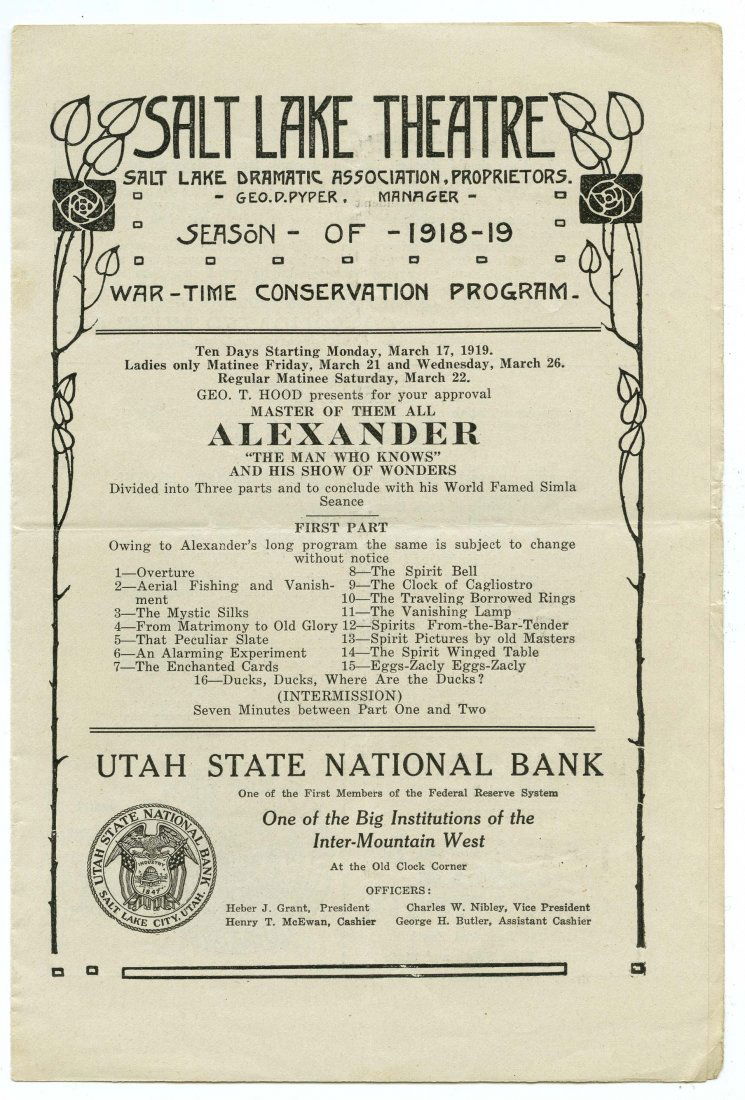 SALT LAKE THEATRE
SALT LAKE DRAMATIC ASSOCIATION, PROPRIETORS.
- GEO. D. PYPER. MANAGER -
SEASON - OF - 1918-19
WAR-TIME CONSERVATION PROGRAM-
Ten Days Starting Monday, March 17, 1919.
Ladies only Matinee Friday, March 21 and Wednesday, March 26.
Regular Matinee Saturday, March 22.
GEO. T. HOOD presents for your approval
MASTER OF THEM ALL
ALEXANDER
"THE MAN WHO KNOWS"
AND HIS SHOW OF WONDERS
Divided into Three parts and to conclude with his World Famed Simla
Seance
FIRST PART
Owing to Alexander's long program the same is subject to change
without notice
1—Overture
2—Aerial Fishing and Vanish-
ment
3—The Mystic Silks
4—From Matrimony to Old Glory
5—That Peculiar Slate
6—An Alarming Experiment
7—The Enchanted Cards
8—The Spirit Bell
9—The Clock of Cagliostro
10—The Traveling Borrowed Rings
11—The Vanishing Lamp
12—Spirits From-the-Bar-Tender
13—Spirit Pictures by old Masters
14—The Spirit Winged Table
15—Eggs-Zacly Eggs-Zacly
16—Ducks, Ducks, Where Are the Ducks?
(INTERMISSION)
Seven Minutes between Part One and Two
UTAH STATE NATIONAL BANK
One of the First Members of the Federal Reserve System
One of the Big Institutions of the
Inter-Mountain West
At the Old Clock Corner
OFFICERS:
Heber J. Grant, President Charles W. Nibley, Vice President
Henry T. McEwan, Cashier George H. Butler, Assistant Cashier
UTAH STATE NATIONAL BANK
SALT LAKE CITY, UTAH.
INDUSTRY
1847